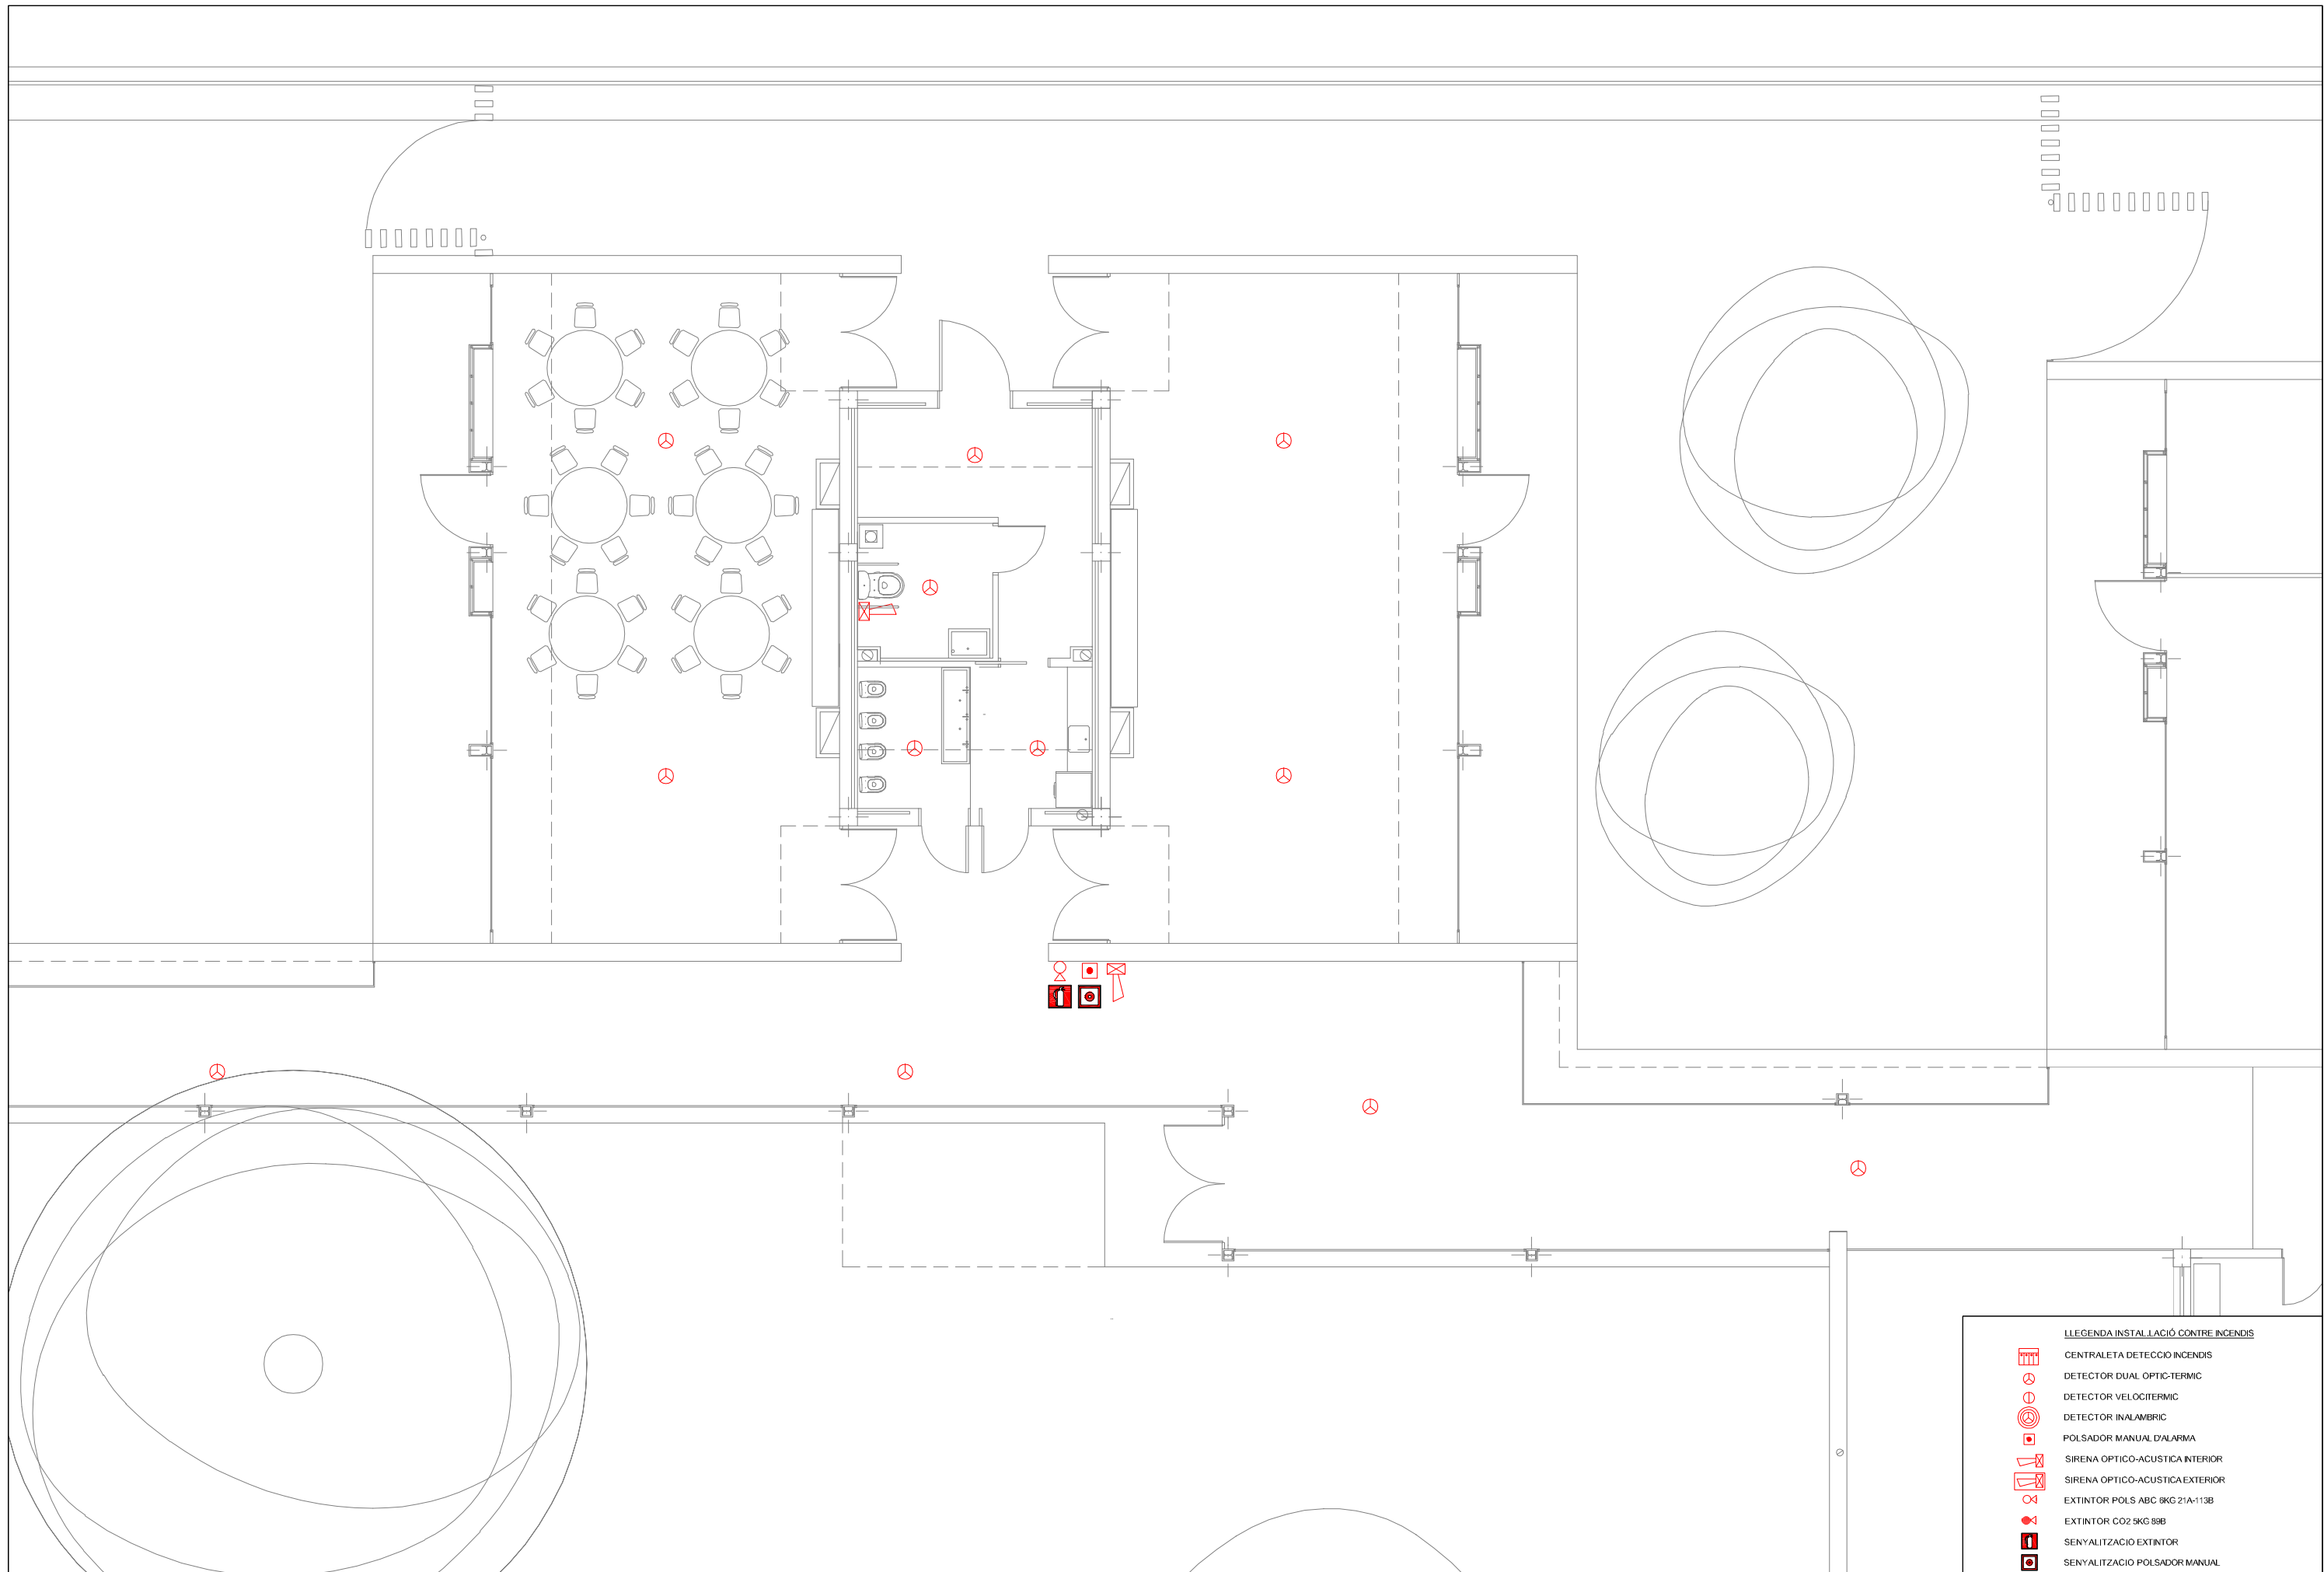 LLEGENDA INSTAL.LACIÓ CONTRE INCENDIS
CENTRALETA DETECCIO INCENDIS
DETECTOR DUAL OPTIC-TERMIC
DETECTOR VELOCITERMIC
DETECTOR INALAMBRIC
POLSADOR MANUAL D'ALARMA
SIRENA OPTICO-ACUSTICA INTERIOR
SIRENA OPTICO-ACUSTICA EXTERIOR
EXTINTOR POLS ABC 6KG 21A-113B
EXTINTOR CO2 5KG 89B
SENYALITZACIO EXTINTOR
SENYALITZACIO POLSADOR MANUAL